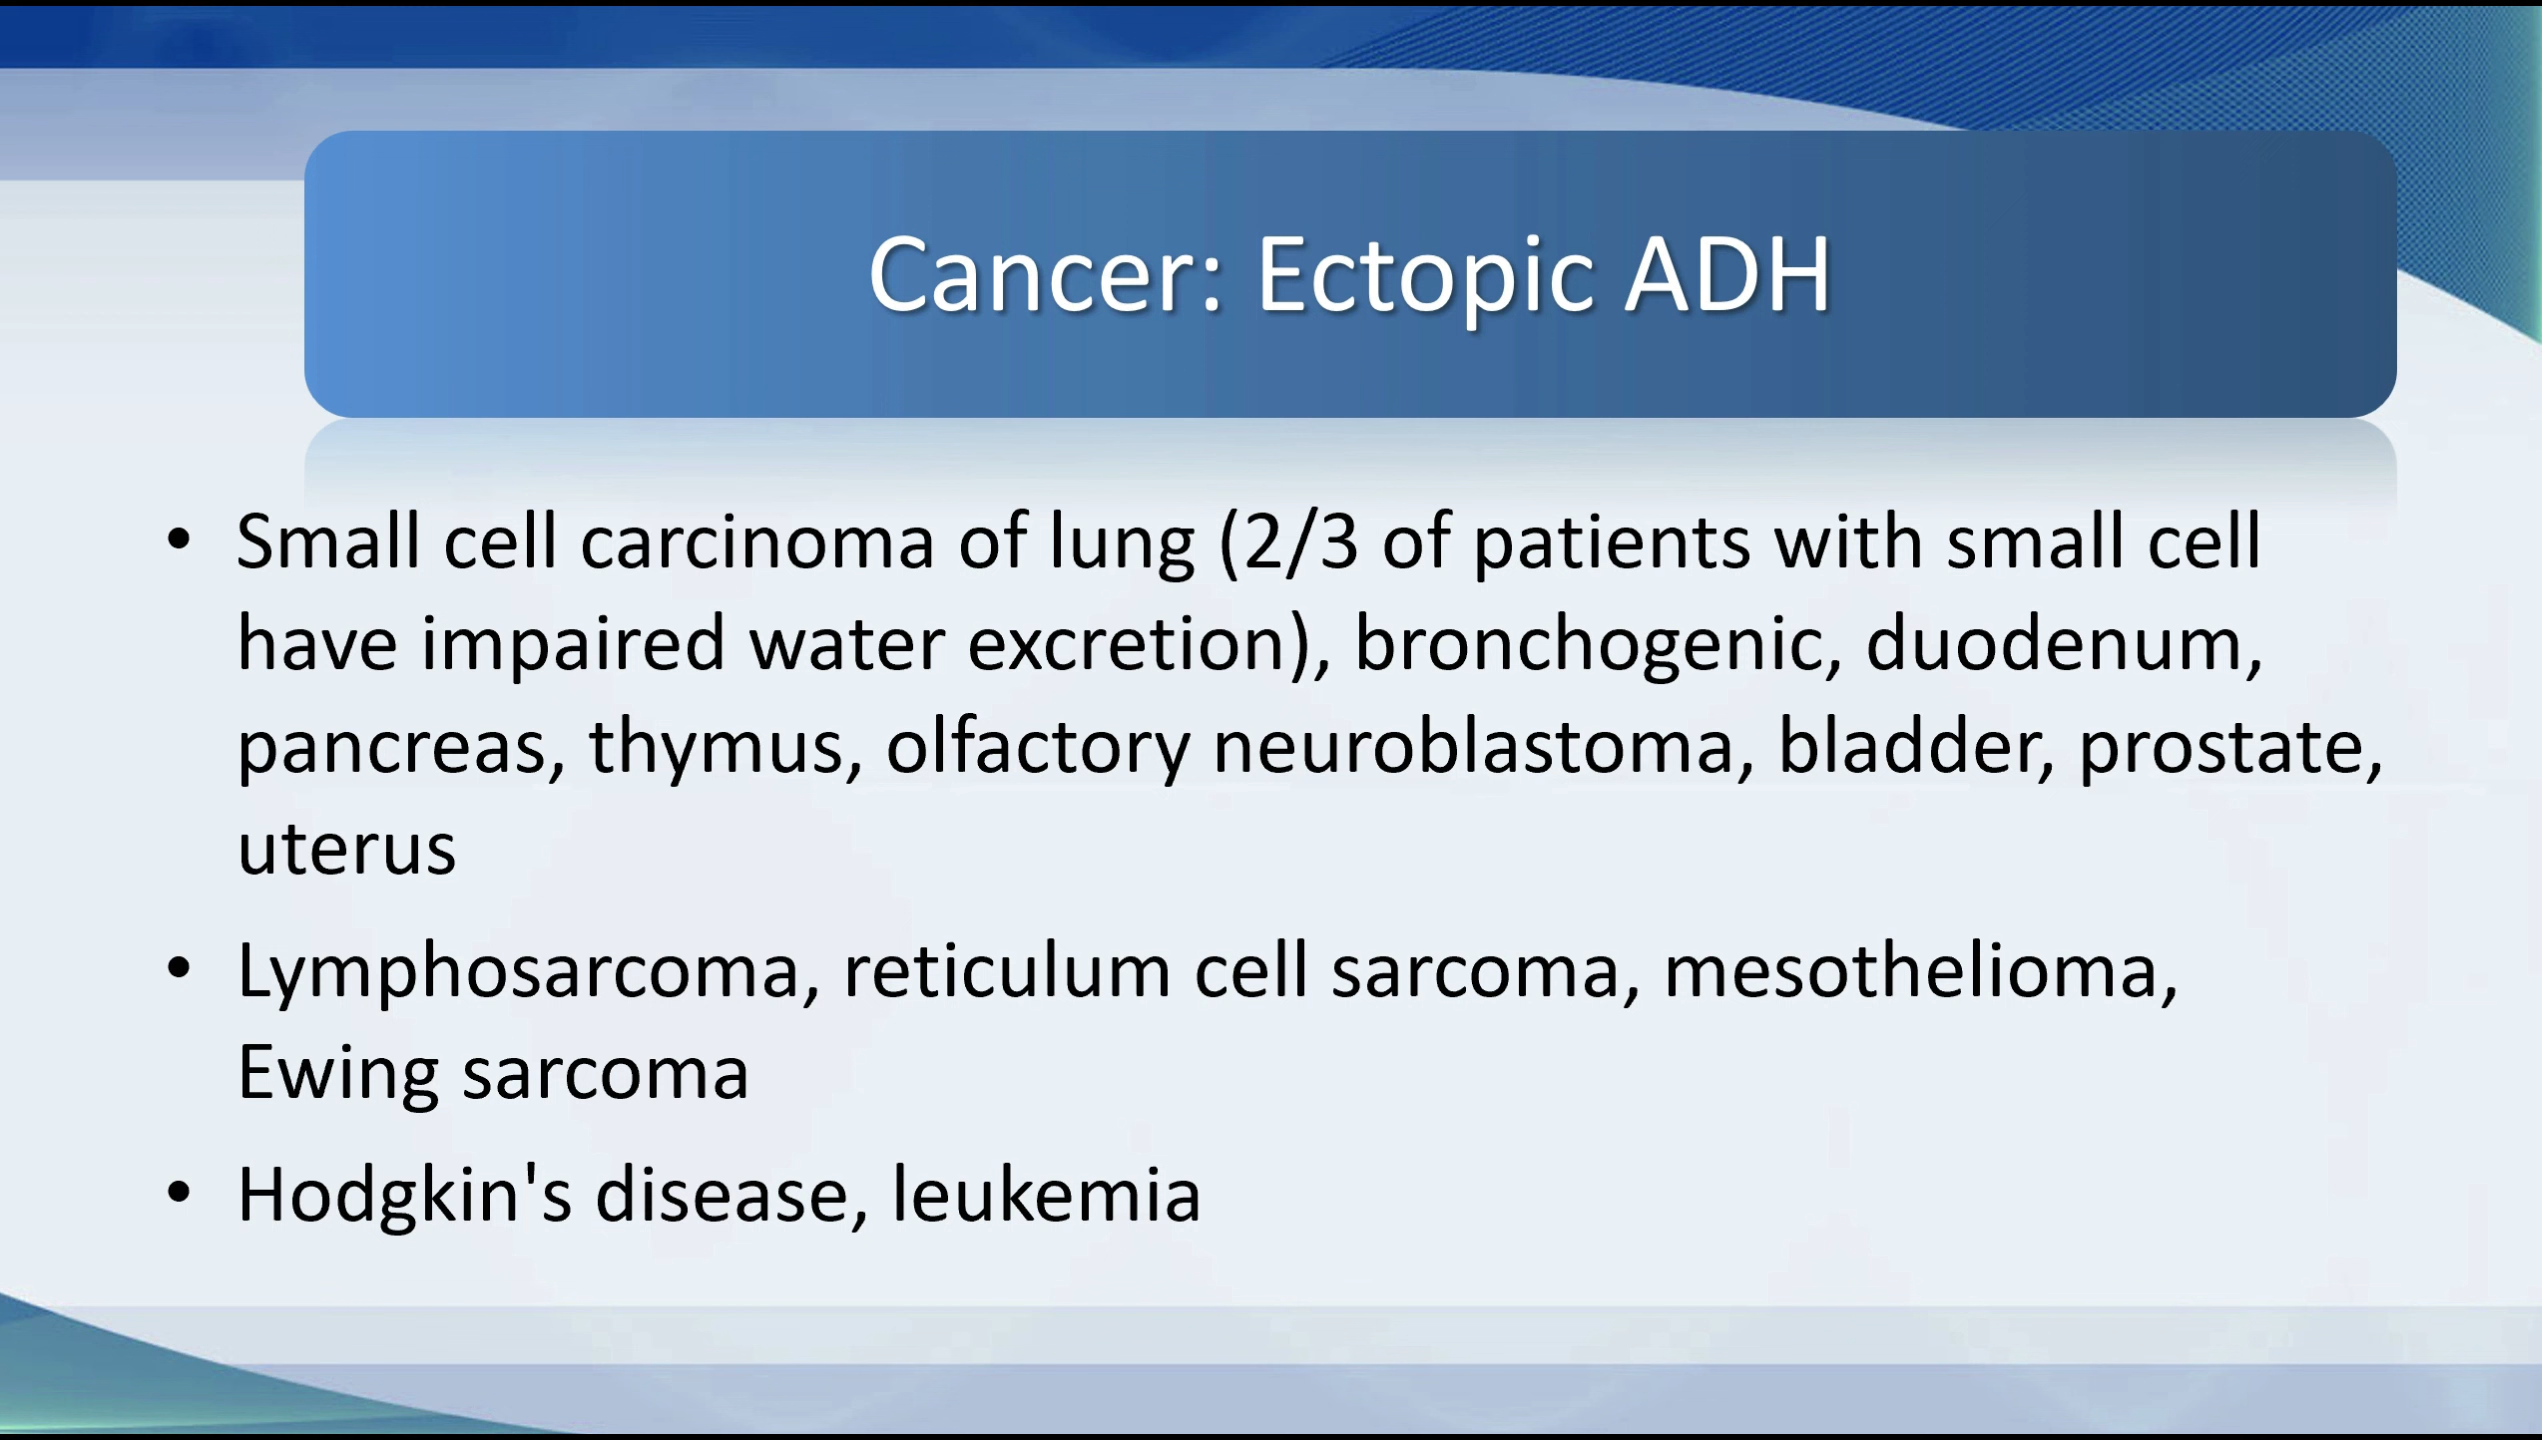 Cancer: Ectopic ADH
• Small cell carcinoma of lung (2/3 of patients with small cell
have impaired water excretion), bronchogenic, duodenum,
pancreas, thymus, olfactory neuroblastoma, bladder, prostate,
uterus
• Lymphosarcoma, reticulum cell sarcoma, mesothelioma,
Ewing sarcoma
• Hodgkin's disease, leukemia